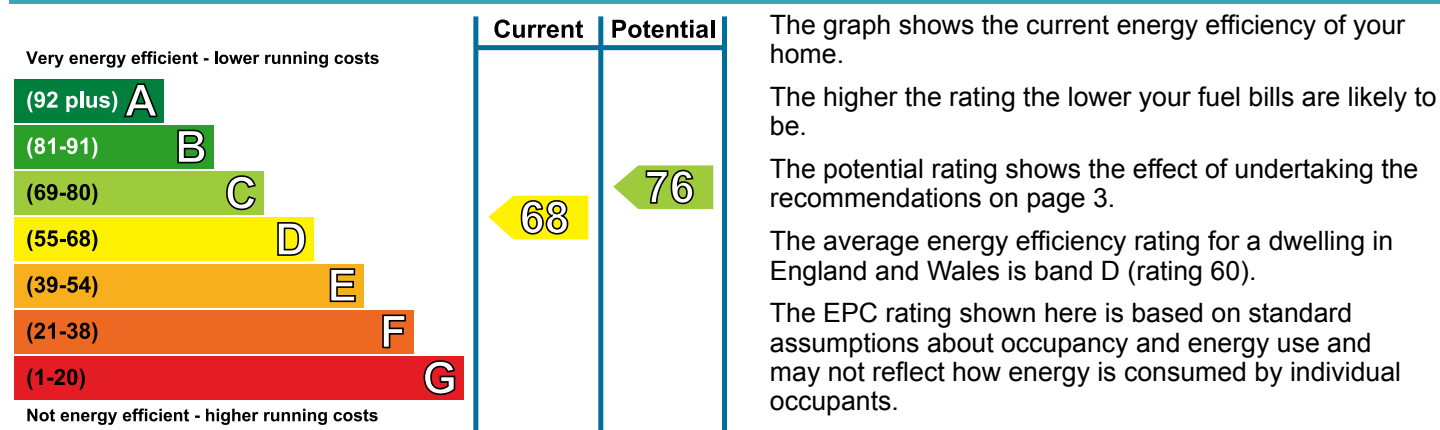 Current Potential
Very energy efficient - lower running costs
(92 plus) A
(81-91) B
(69-80) C
(55-68) D
(39-54) E
(21-38) F
(1-20) G
Not energy efficient - higher running costs
68
76
The graph shows the current energy efficiency of your
home.
The higher the rating the lower your fuel bills are likely to
be.
The potential rating shows the effect of undertaking the
recommendations on page 3.
The average energy efficiency rating for a dwelling in
England and Wales is band D (rating 60).
The EPC rating shown here is based on standard
assumptions about occupancy and energy use and
may not reflect how energy is consumed by individual
occupants.